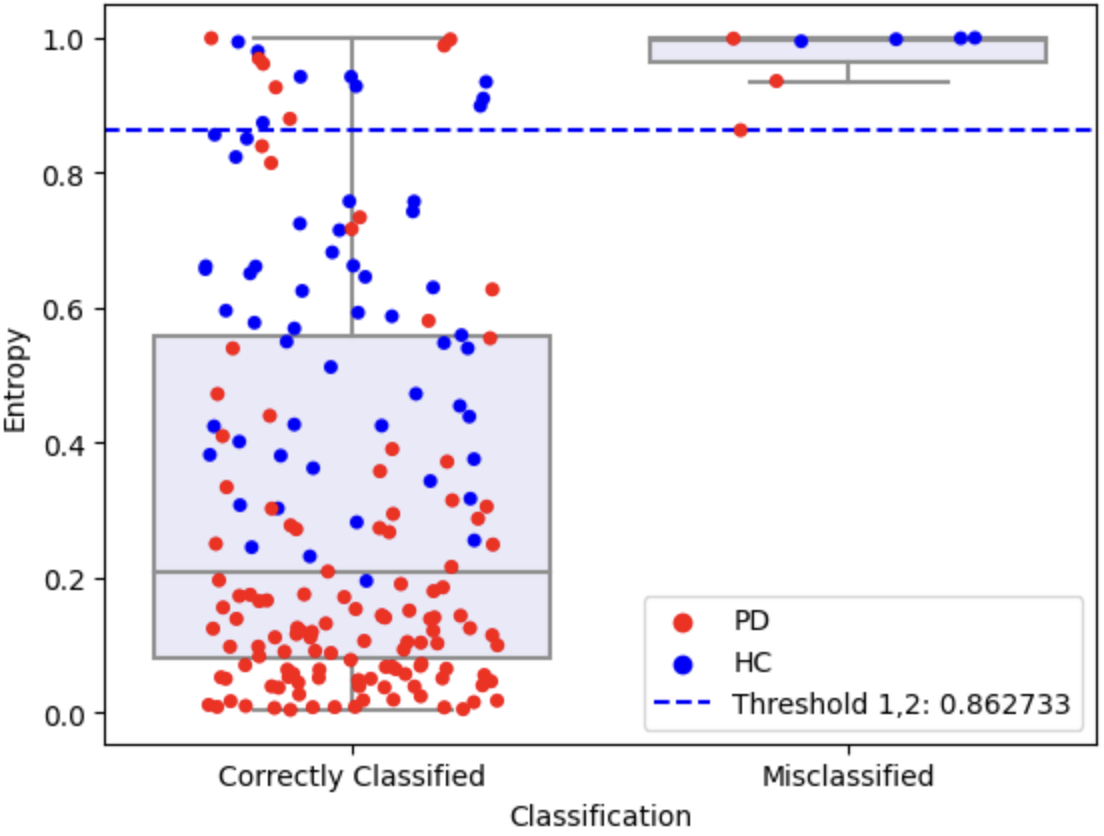 1.0
0.8
0.6
0.4
0.2
0.0
Entropy
PD
HC
Threshold 1,2: 0.862733
Correctly Classified
Misclassified
Classification